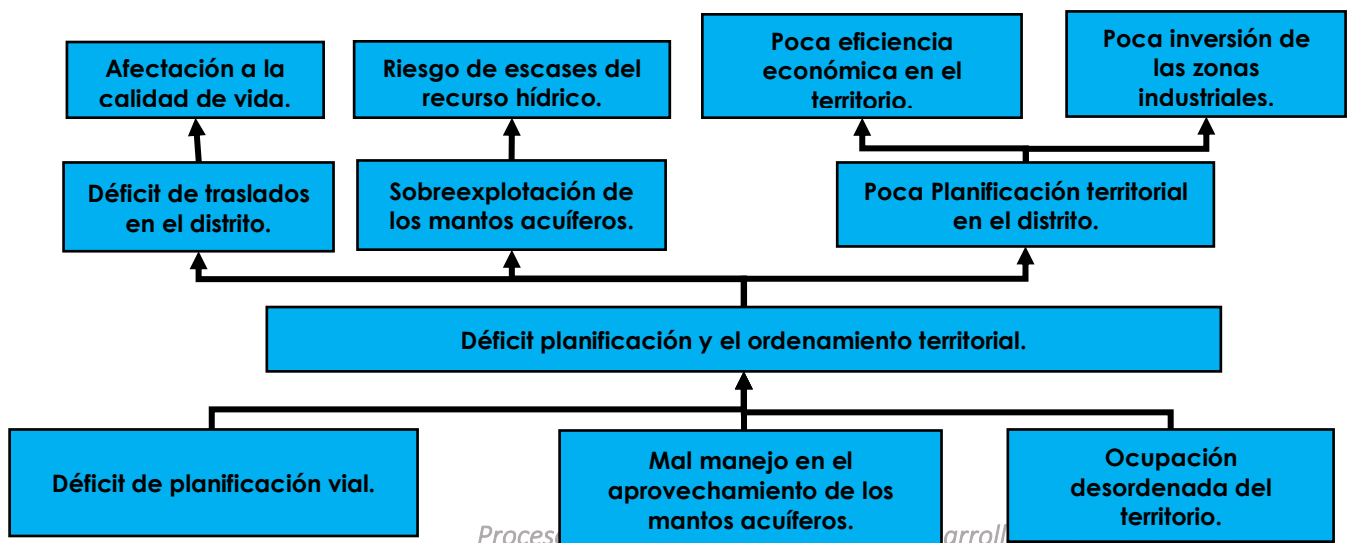 Afectación a la
calidad de vida.
Riesgo de escases del
recurso hídrico.
Poca eficiencia
económica en el
territorio.
Poca inversión de
las zonas
industriales.
Déficit de traslados
en el distrito.
Sobreexplotación de
los mantos acuíferos.
Poca Planificación territorial
en el distrito.
Déficit planificación y el ordenamiento territorial.
Déficit de planificación vial.
Mal manejo en el
aprovechamiento de los
mantos acuíferos.
Ocupación
desordenada del
territorio.